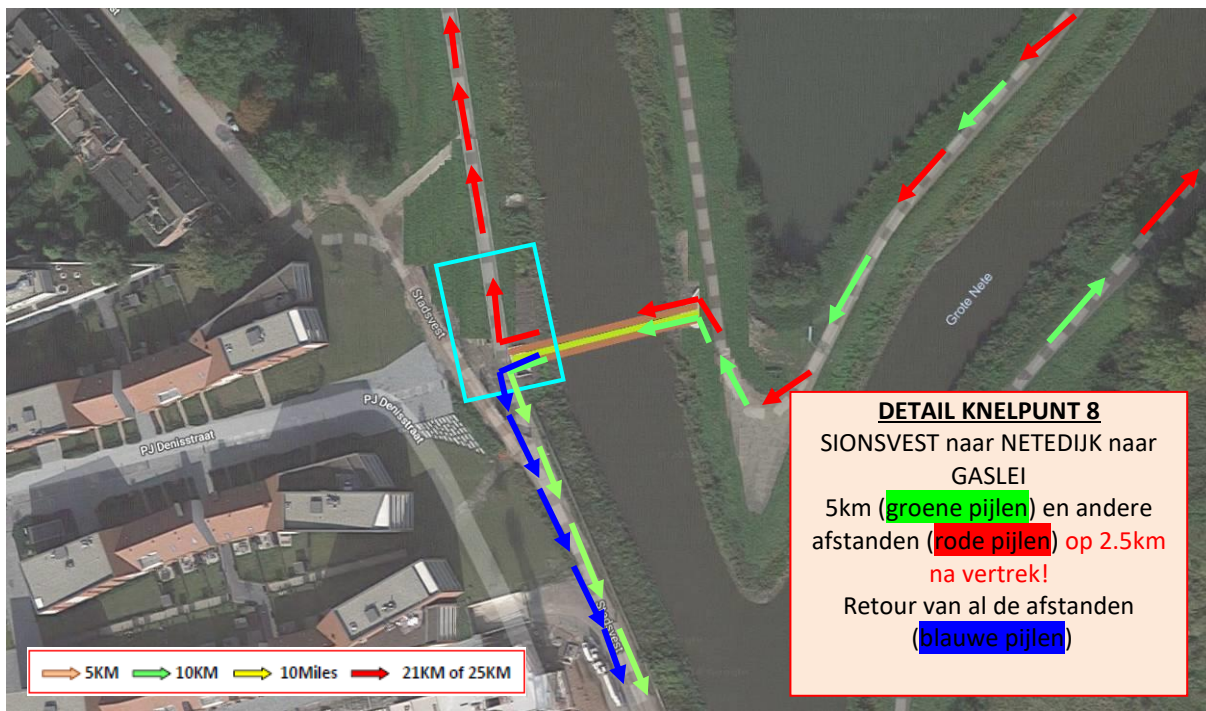 Stadsvest
Grote Nete
PJ Denisstraat
PJ Denisstraat
Stadsvest
DETAIL KNELPUNT 8
SIONSVEST naar NETEDIJK naar
GASLEI
5km (groene pijlen) en andere
afstanden (rode pijlen) op 2.5km
na vertrek!
Retour van al de afstanden
(blauwe pijlen)
5KM 10KM 10Miles 21KM of 25KM